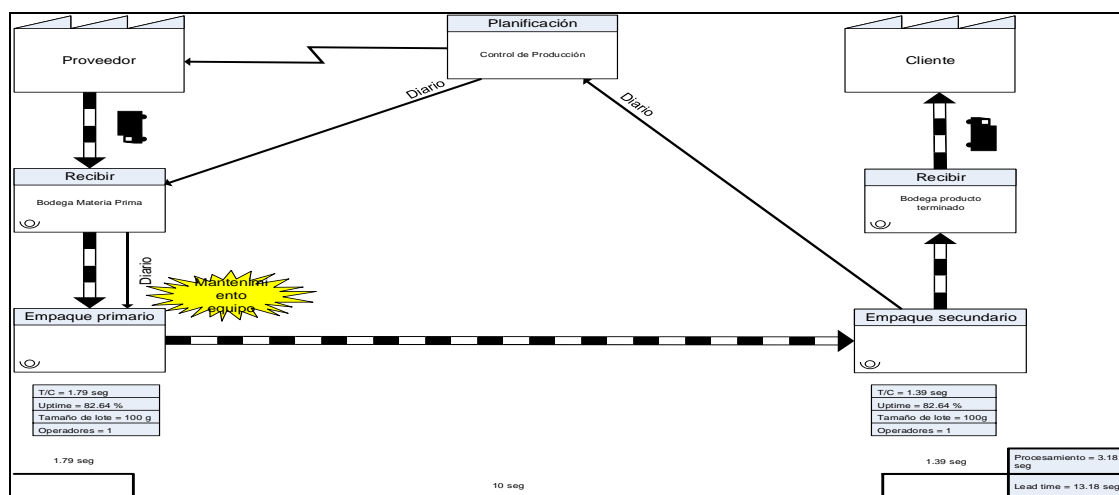 Planificación
Control de Producción
Proveedor
Cliente
Diario
Diario
Recibir
Bodega Materia Prima
Recibir
Bodega producto
terminado
Diario
Mantenimi
ento
equipo
Empaque primario
Empaque secundario
T/C = 1.79 seg
Uptime = 82.64 %
Tamaño de lote = 100 g
Operadores = 1
T/C = 1.39 seg
Uptime = 82.64 %
Tamaño de lote = 100g
Operadores = 1
1.79 seg
10 seg
1.39 seg
Procesamiento = 3.18
seg
Lead time = 13.18 seg